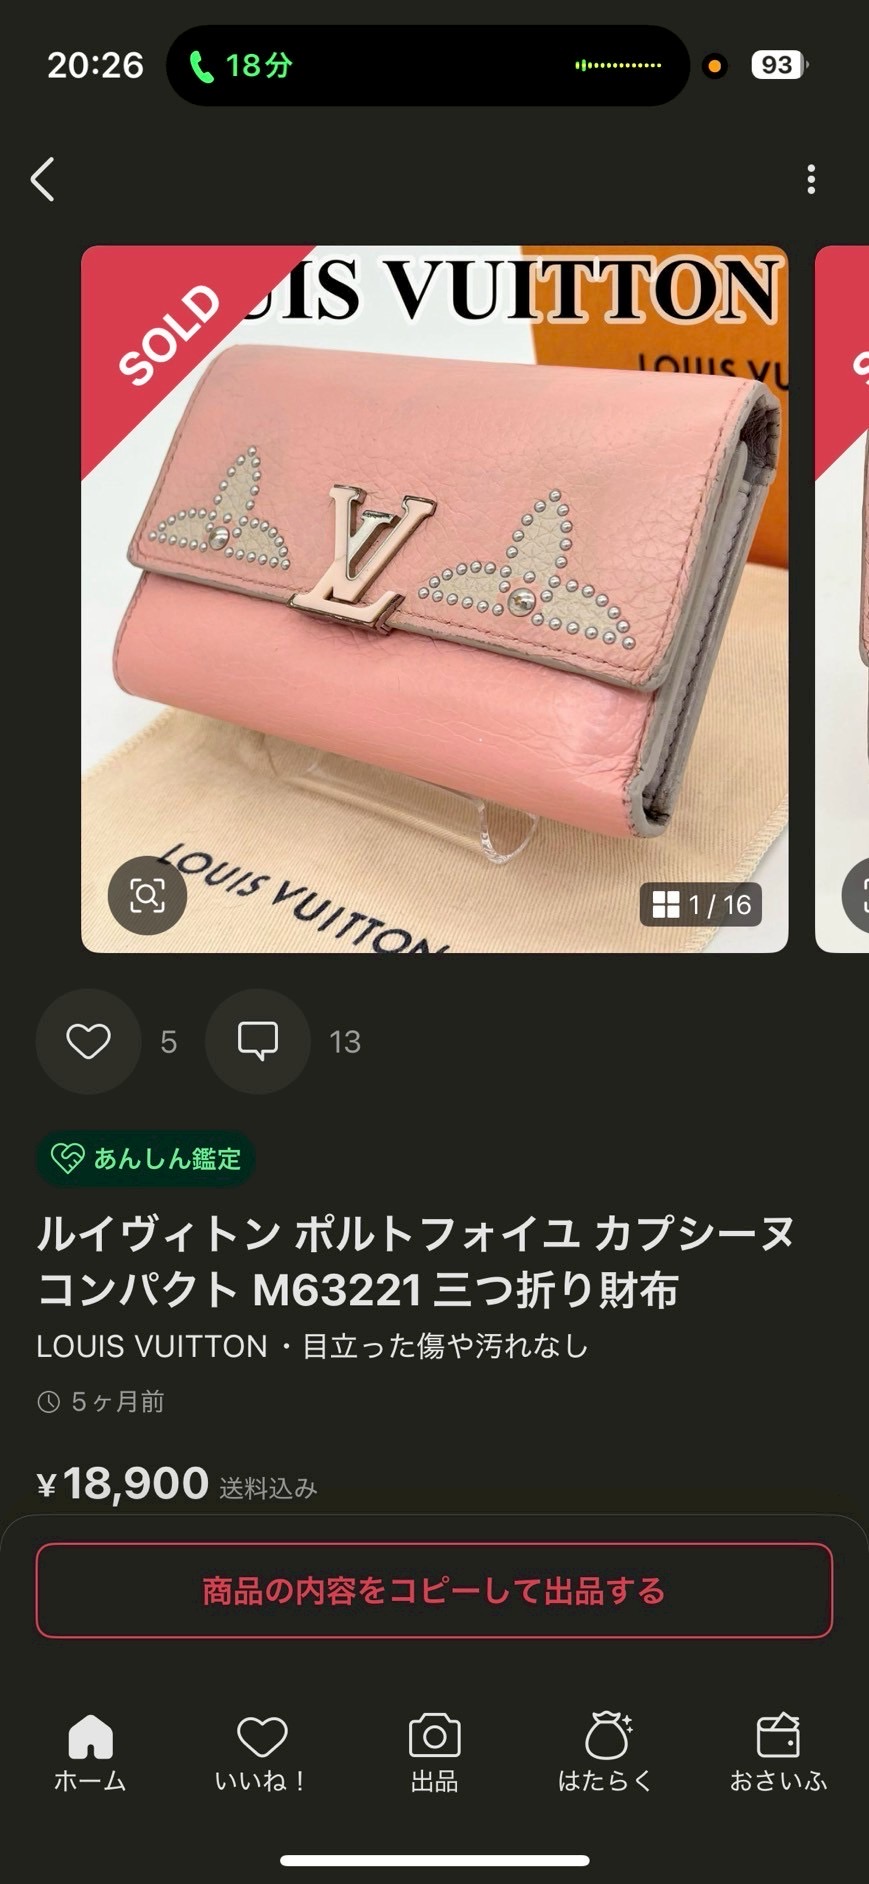 20:26
18分
93
SOLD
UIS VUITTON
LOUIS VU
LOUIS VUITTON
1 / 16
5
13
あんしん鑑定
ルイヴィトン ポルトフォイユ カプシーヌ
コンパクト M63221 三つ折り財布
LOUIS VUITTON・目立った傷や汚れなし
5ヶ月前
¥18,900 送料込み
商品の内容をコピーして出品する
ホーム
いいね！
出品
はたらく
おさいふ